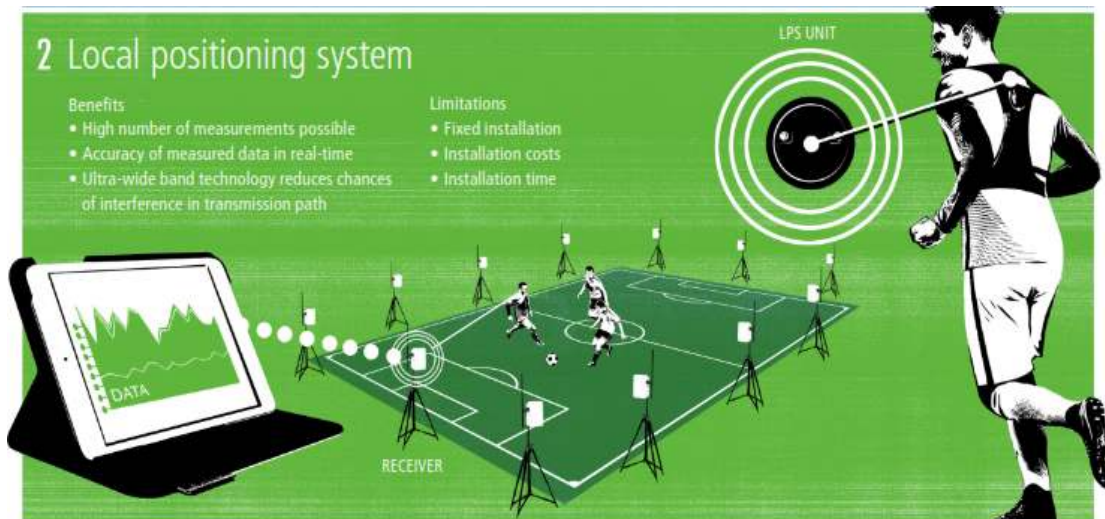 2 Local positioning system
Benefits
• High number of measurements possible
• Accuracy of measured data in real-time
• Ultra-wide band technology reduces chances
of interference in transmission path
Limitations
• Fixed installation
• Installation costs
• Installation time
LPS UNIT
DATA
RECEIVER